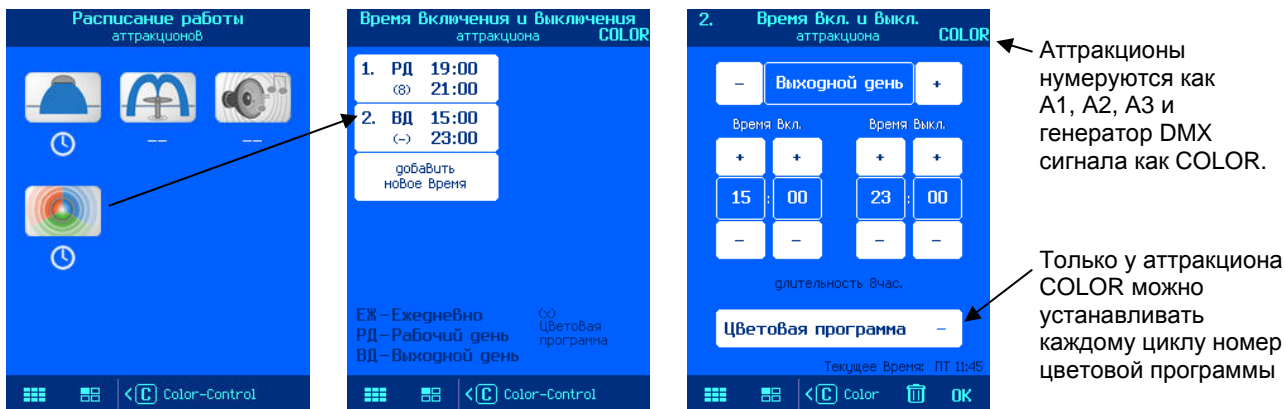 Расписание работы
аттракционов
-- --
Color-Control
Время Включения и Выключения
аттракциона COLOR
1. РД 19:00
(8) 21:00
2. ВД 15:00
(-) 23:00
добавить
новое Время
ЕЖ-Ежедневно
РД-Рабочий день
ВД-Выходной день
(x)
Цветовая
программа
<C Color-Control
2. Время Вкл. и Выкл.
аттракциона COLOR
- Выходной день +
Время Вкл. Время Выкл.
+ + + +
15 : 00 23 : 00
- - - -
длительность 8час.
Цветовая программа -
Текущее Время: ПТ 11:45
<C Color OK
Аттракционы
нумеруются как
А1, А2, А3 и
генератор DMX
сигнала как COLOR.
Только у аттракциона
COLOR можно
устанавливать
каждому циклу номер
цветовой программы